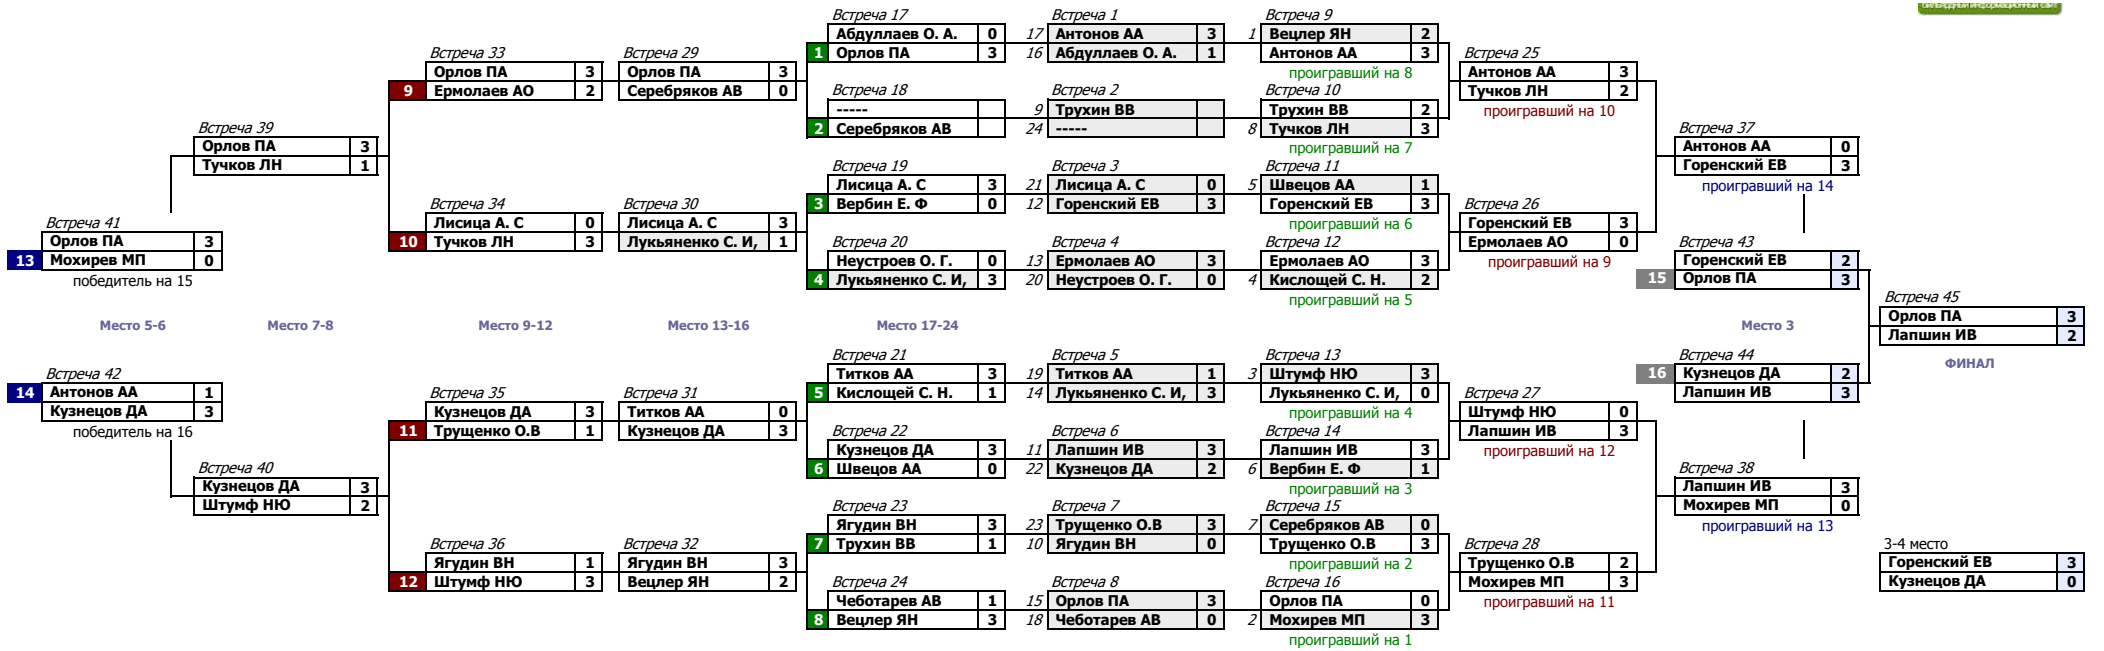 бильярдный информационный сайт
Встреча 17 Встреча 1 Встреча 9
Абдуллаев О. А. 0 17 Антонов АА 3 1 Вецлер ЯН 2
Встреча 33 Встреча 29 1 Орлов ПА 3 16 Абдуллаев О. А. 1 Антонов АА 3 Встреча 25
Орлов ПА 3 Орлов ПА 3 проигравший на 8 Антонов АА 3
9 Ермолаев АО 2 Серебряков АВ 0 Встреча 18 Встреча 2 Встреча 10 Тучков ЛН 2
----- 9 Трухин ВВ Трухин ВВ 2 проигравший на 10
Встреча 39 2 Серебряков АВ 24 ----- 8 Тучков ЛН 3 Встреча 37
Орлов ПА 3 проигравший на 7 Антонов АА 0
Тучков ЛН 1 Встреча 19 Встреча 3 Встреча 11 Горенский ЕВ 3
Лисица А. С 3 21 Лисица А. С 0 5 Швецов АА 1 проигравший на 14
Встреча 34 Встреча 30 3 Вербин Е. Ф 0 12 Горенский ЕВ 3 Горенский ЕВ 3 Встреча 26
Встреча 41 Лисица А. С 0 Лисица А. С 3 проигравший на 6 Горенский ЕВ 3
Орлов ПА 3 10 Тучков ЛН 3 Лукьяненко С. И, 1 Встреча 20 Встреча 4 Встреча 12 Ермолаев АО 0 Встреча 43
13 Мохирев МП 0 Неустроев О. Г. 0 13 Ермолаев АО 3 Ермолаев АО 3 проигравший на 9 Горенский ЕВ 2
победитель на 15 4 Лукьяненко С. И, 3 20 Неустроев О. Г. 0 4 Кислощей С. Н. 2 15 Орлов ПА 3
проигравший на 5 Встреча 45
Орлов ПА 3
Место 5-6 Место 7-8 Место 9-12 Место 13-16 Место 17-24 Место 3 Лапшин ИВ 2
Встреча 21 Встреча 5 Встреча 13 Встреча 44 ФИНАЛ
Встреча 42 Титков АА 3 19 Титков АА 1 3 Штумф НЮ 3 16 Кузнецов ДА 2
14 Антонов АА 1 Встреча 35 Встреча 31 5 Кислощей С. Н. 1 14 Лукьяненко С. И, 3 Лукьяненко С. И, 0 Встреча 27 Лапшин ИВ 3
Кузнецов ДА 3 Кузнецов ДА 3 Титков АА 0 проигравший на 4 Штумф НЮ 0
победитель на 16 11 Трущенко О.В 1 Кузнецов ДА 3 Встреча 22 Встреча 6 Встреча 14 Лапшин ИВ 3
Кузнецов ДА 3 11 Лапшин ИВ 3 Лапшин ИВ 3 проигравший на 12
Встреча 40 6 Швецов АА 0 22 Кузнецов ДА 2 6 Вербин Е. Ф 1 Встреча 38
Кузнецов ДА 3 проигравший на 3 Лапшин ИВ 3
Штумф НЮ 2 Встреча 23 Встреча 7 Встреча 15 Мохирев МП 0
Ягудин ВН 3 23 Трущенко О.В 3 7 Серебряков АВ 0 проигравший на 13
Встреча 36 Встреча 32 7 Трухин ВВ 1 10 Ягудин ВН 0 Трущенко О.В 3 Встреча 28 3-4 место
Ягудин ВН 1 Ягудин ВН 3 проигравший на 2 Трущенко О.В 2 Горенский ЕВ 3
12 Штумф НЮ 3 Вецлер ЯН 2 Встреча 24 Встреча 8 Встреча 16 Мохирев МП 3 Кузнецов ДА 0
Чеботарев АВ 1 15 Орлов ПА 3 Орлов ПА 0 проигравший на 11
8 Вецлер ЯН 3 18 Чеботарев АВ 0 2 Мохирев МП 3
проигравший на 1